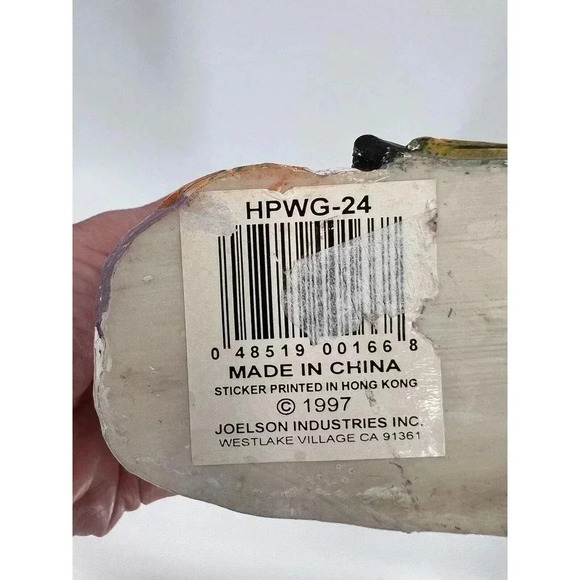 HPWG-24
0 48519 00166 8
MADE IN CHINA
STICKER PRINTED IN HONG KONG
© 1997
JOELSON INDUSTRIES INC.
WESTLAKE VILLAGE CA 91361